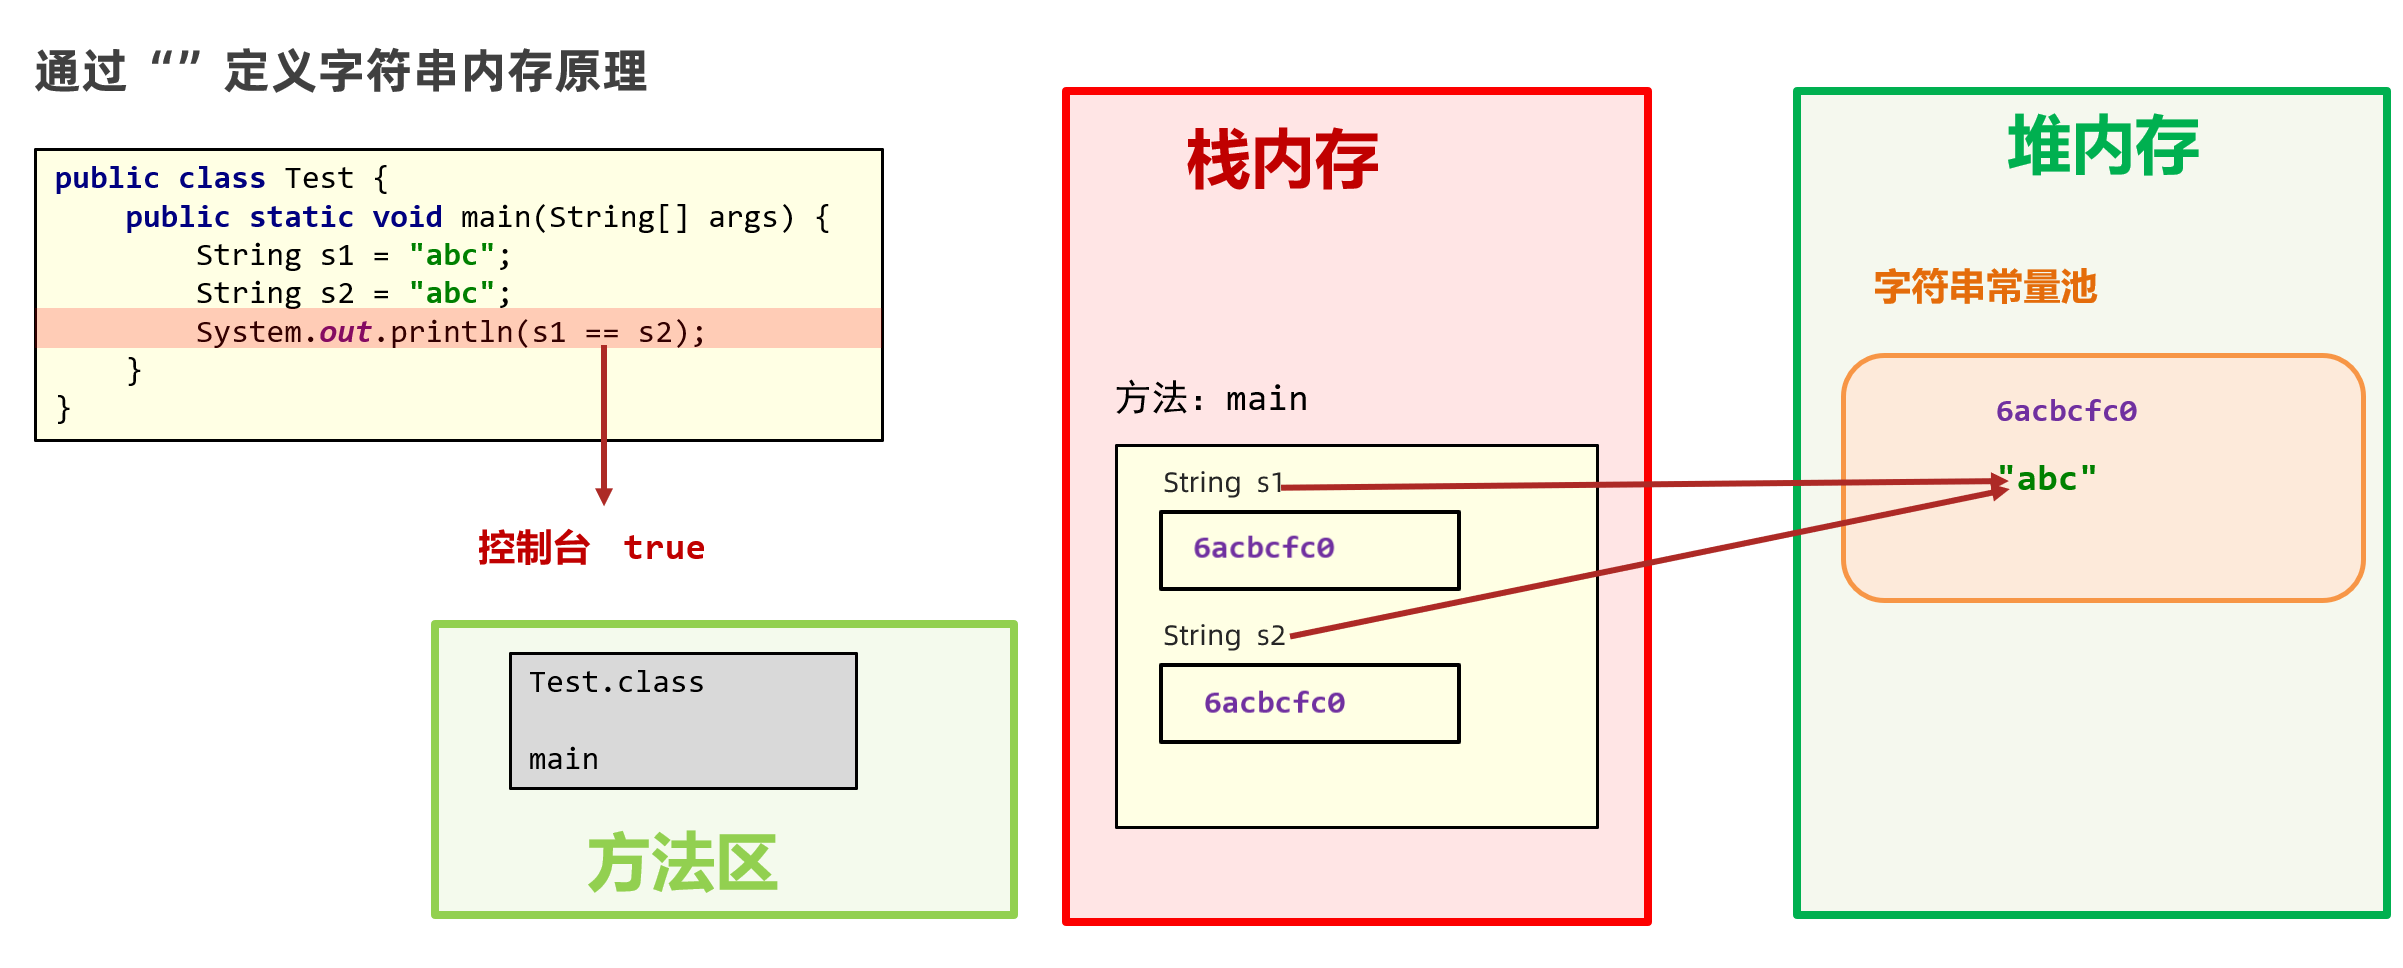 通过 “” 定义字符串内存原理
public class Test {
    public static void main(String[] args) {
        String s1 = "abc";
        String s2 = "abc";
        System.out.println(s1 == s2);
    }
}
控制台 true
Test.class
main
方法区
栈内存
方法：main
String s1
6acbcfc0
String s2
6acbcfc0
堆内存
字符串常量池
6acbcfc0
"abc"